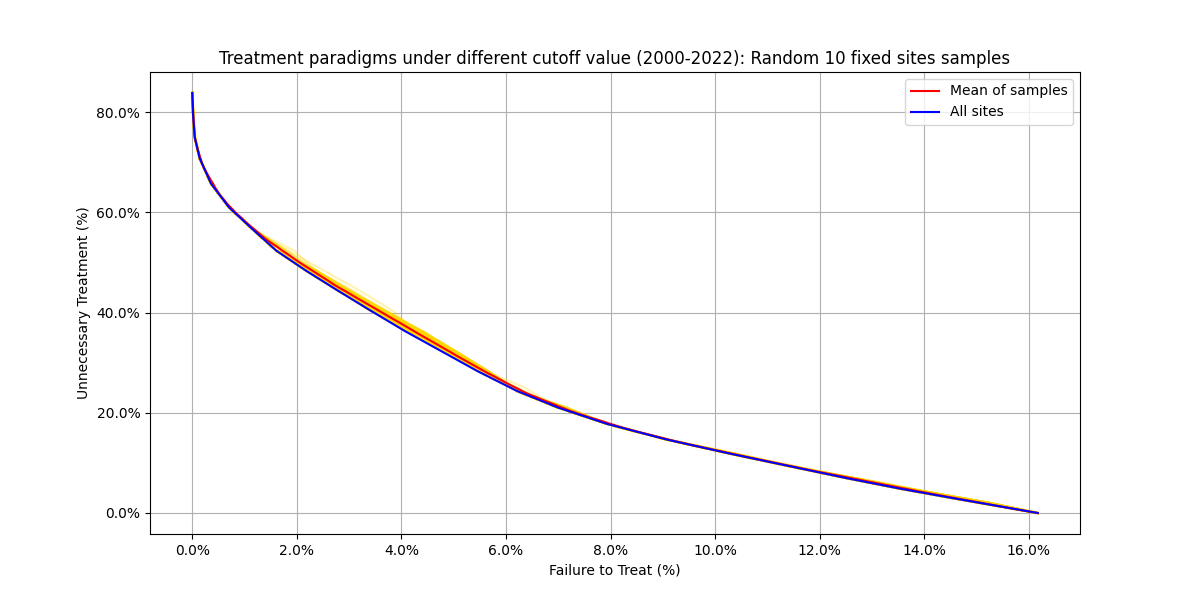 Treatment paradigms under different cutoff value (2000-2022): Random 10 fixed sites samples
Mean of samples
All sites
Unnecessary Treatment (%)
80.0%
60.0%
40.0%
20.0%
0.0%
0.0% 2.0% 4.0% 6.0% 8.0% 10.0% 12.0% 14.0% 16.0%
Failure to Treat (%)